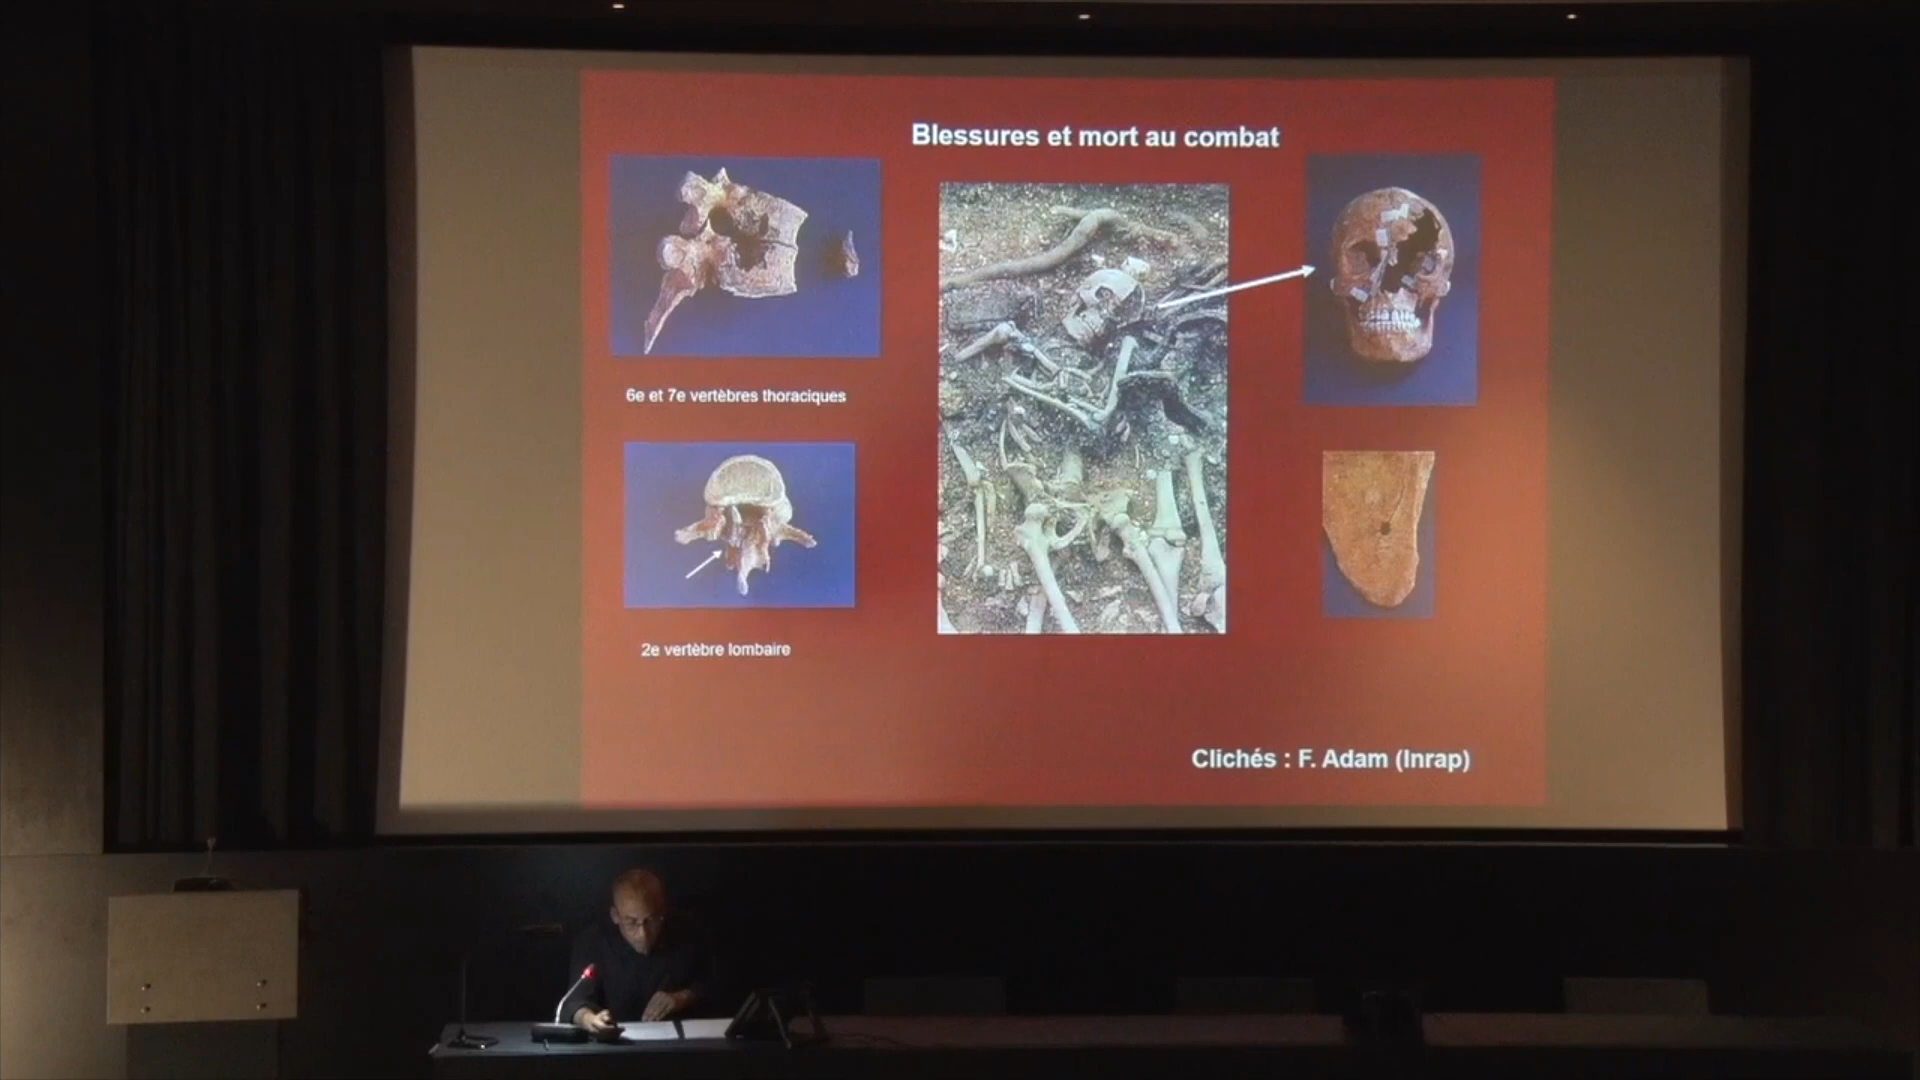 Blessures et mort au combat
6e et 7e vertèbres thoraciques
2e vertèbre lombaire
Clichés : F. Adam (Inrap)